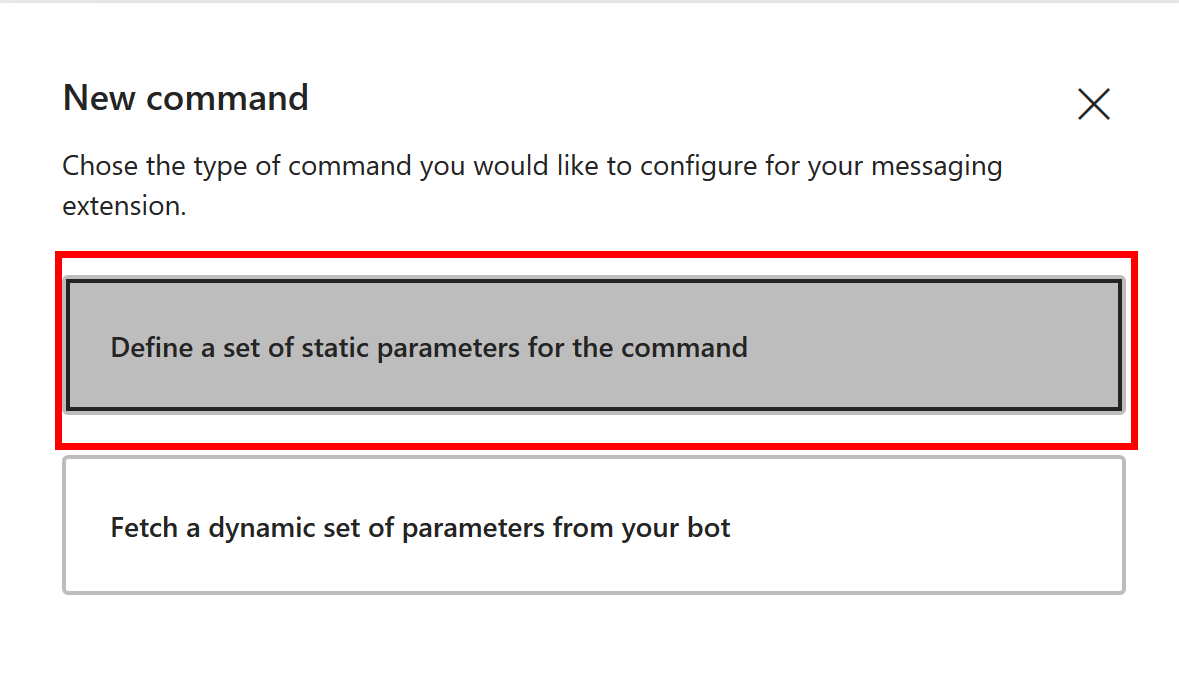 New command
Chose the type of command you would like to configure for your messaging
extension.
Define a set of static parameters for the command
Fetch a dynamic set of parameters from your bot